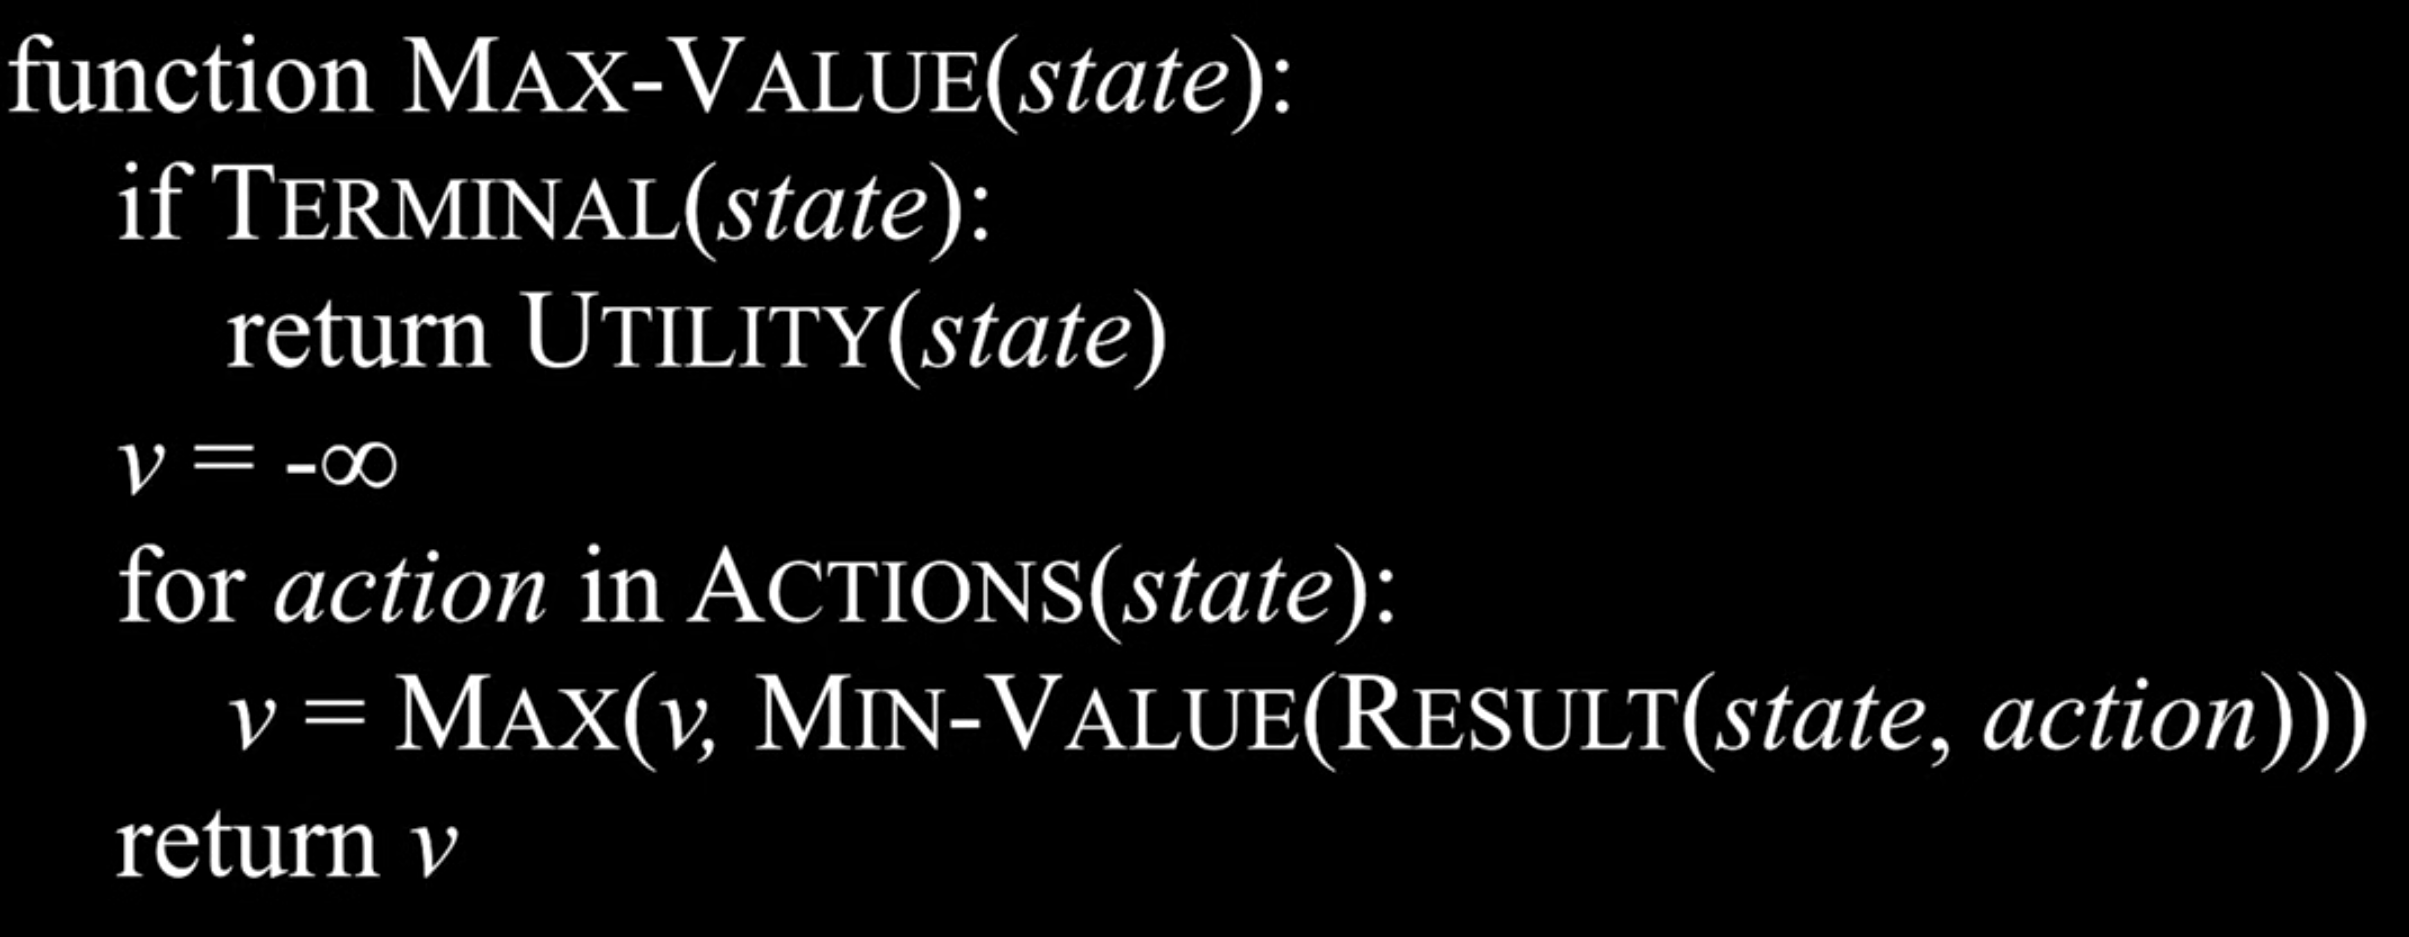 function MAX-VALUE(state):
if TERMINAL(state):
return UTILITY(state)
v = -∞
for action in ACTIONS(state):
v = MAX(v, MIN-VALUE(RESULT(state, action)))
return v